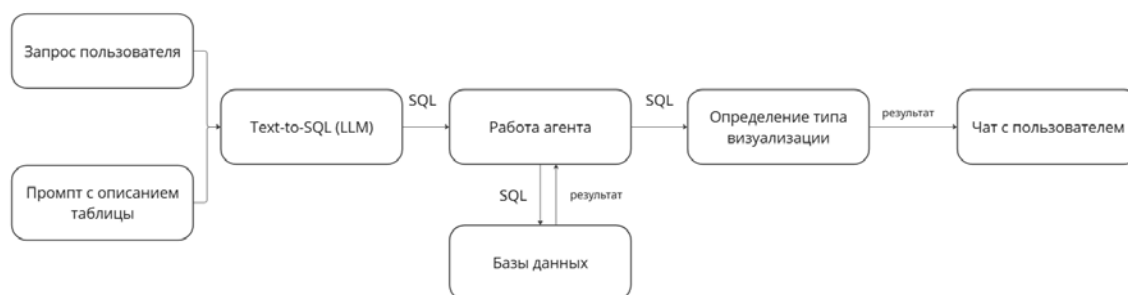 Запрос пользователя
Промпт с описанием
таблицы
Text-to-SQL (LLM)
SQL
Работа агента
SQL
результат
Базы данных
SQL
Определение типа
визуализации
результат
Чат с пользователем